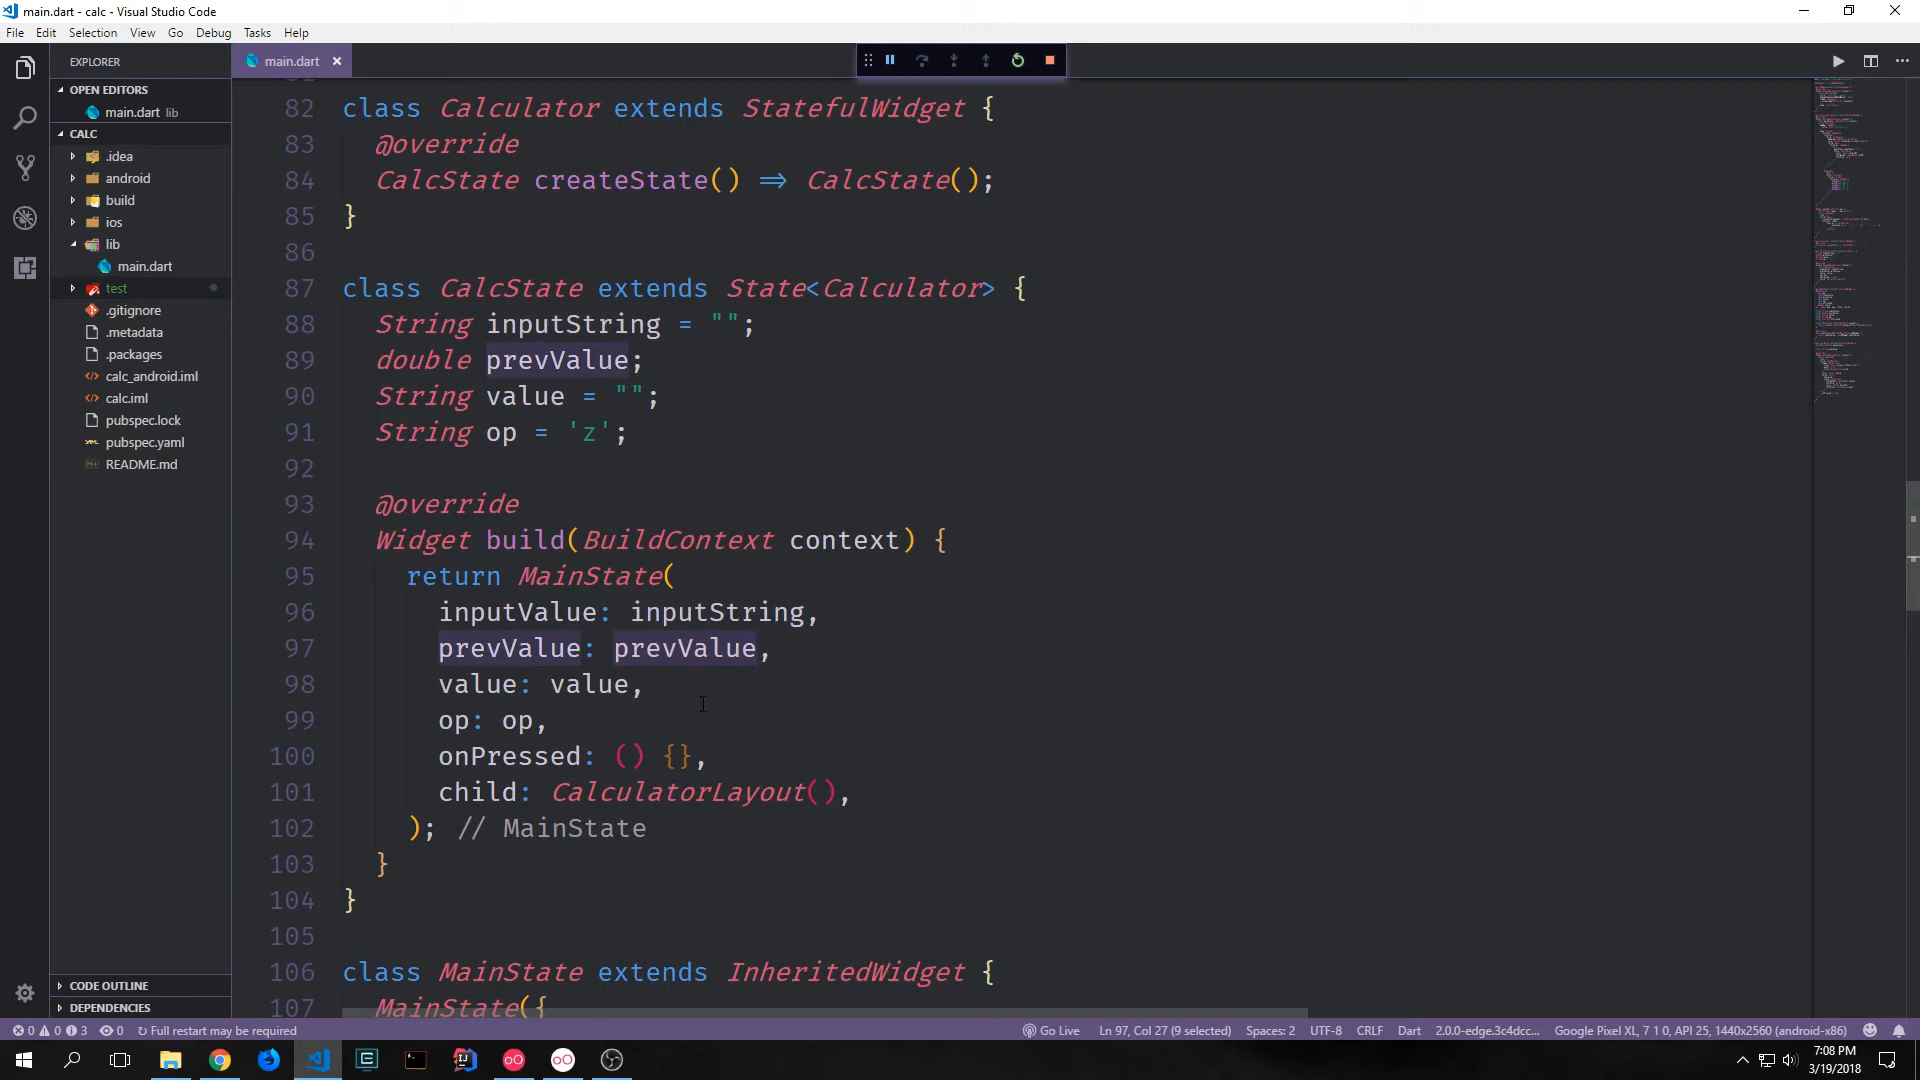 main.dart - calc - Visual Studio Code
File Edit Selection View Go Debug Tasks Help
EXPLORER
main.dart
OPEN EDITORS
main.dart lib
CALC
.idea
android
build
ios
lib
main.dart
test
.gitignore
.metadata
.packages
calc_android.iml
calc.iml
pubspec.lock
pubspec.yaml
README.md
CODE OUTLINE
DEPENDENCIES
82 class Calculator extends StatefulWidget {
83 @override
84 CalcState createState() => CalcState();
85 }
86
87 class CalcState extends State<Calculator> {
88 String inputString = "";
89 double prevValue;
90 String value = "";
91 String op = 'z';
92
93 @override
94 Widget build(BuildContext context) {
95 return MainState(
96 inputValue: inputString,
97 prevValue: prevValue,
98 value: value,
99 op: op,
100 onPressed: () {},
101 child: CalculatorLayout(),
102 ); // MainState
103 }
104 }
105
106 class MainState extends InheritedWidget {
107 MainState({
0 0 3 0 Full restart may be required Go Live Ln 97, Col 27 (9 selected) Spaces: 2 UTF-8 CRLF Dart 2.0.0-edge.3c4dcc... Google Pixel XL, 7 1 0, API 25, 1440x2560 (android-x86)
7:08 PM
3/19/2018